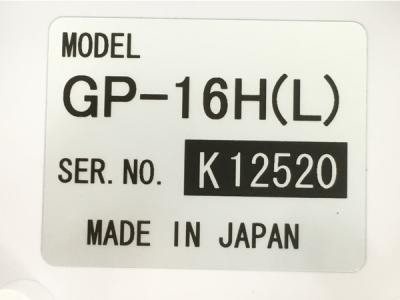 MODEL
GP-16H(L)
SER. NO. K12520
MADE IN JAPAN